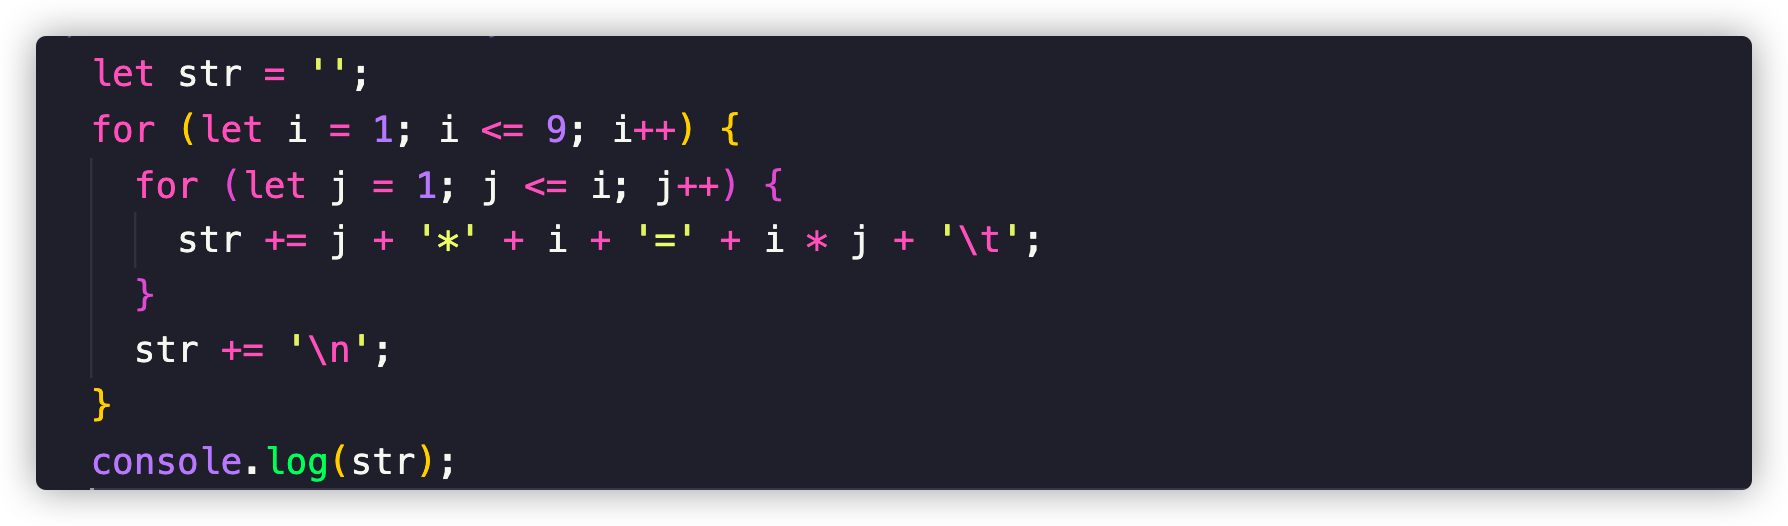 let str = '';
for (let i = 1; i <= 9; i++) {
  for (let j = 1; j <= i; j++) {
    str += j + '*' + i + '=' + i * j + '\t';
  }
  str += '\n';
}
console.log(str);